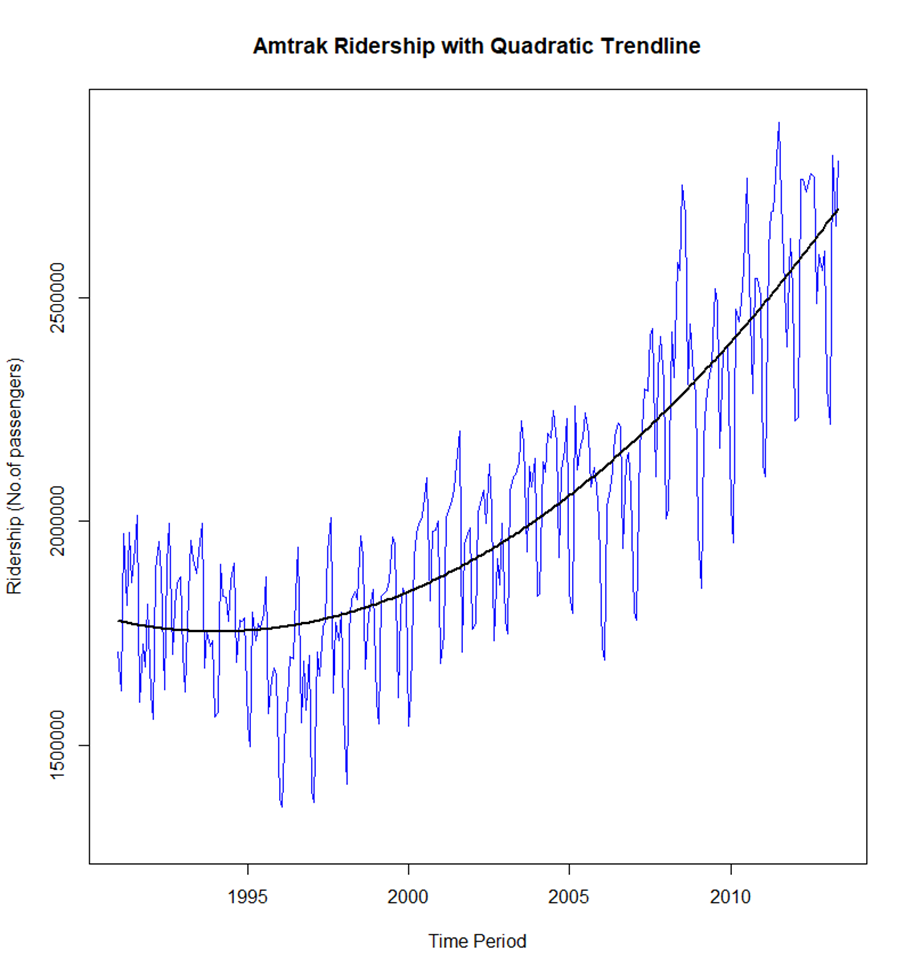 Amtrak Ridership with Quadratic Trendline
Ridership (No.of passengers)
2500000
2000000
1500000
1995 2000 2005 2010
Time Period